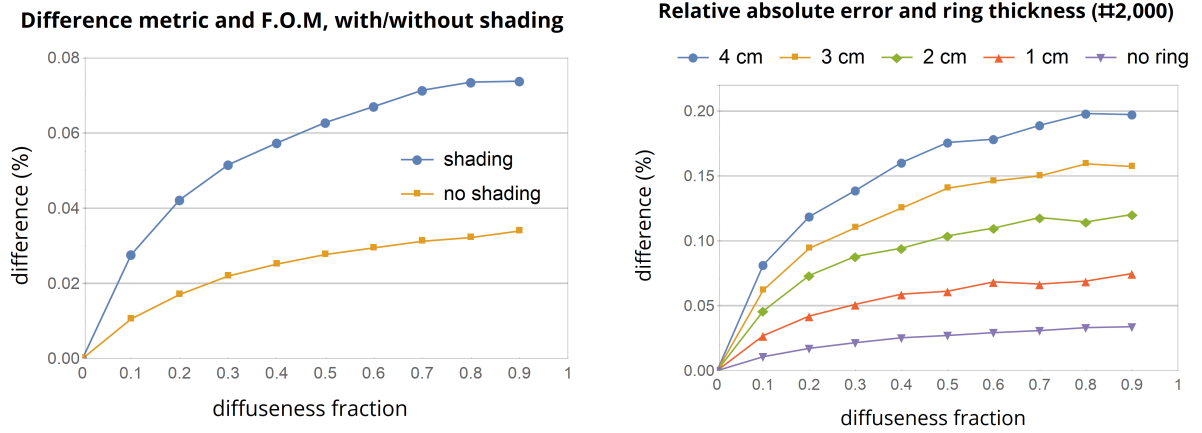 Difference metric and F.O.M, with/without shading
0.08
0.06
0.04
0.02
0.00
difference (%)
shading
no shading
0 0.1 0.2 0.3 0.4 0.5 0.6 0.7 0.8 0.9 1
diffuseness fraction
Relative absolute error and ring thickness (⌗2,000)
4 cm 3 cm 2 cm 1 cm no ring
0.20
0.15
0.10
0.05
0.00
difference (%)
0 0.1 0.2 0.3 0.4 0.5 0.6 0.7 0.8 0.9 1
diffuseness fraction